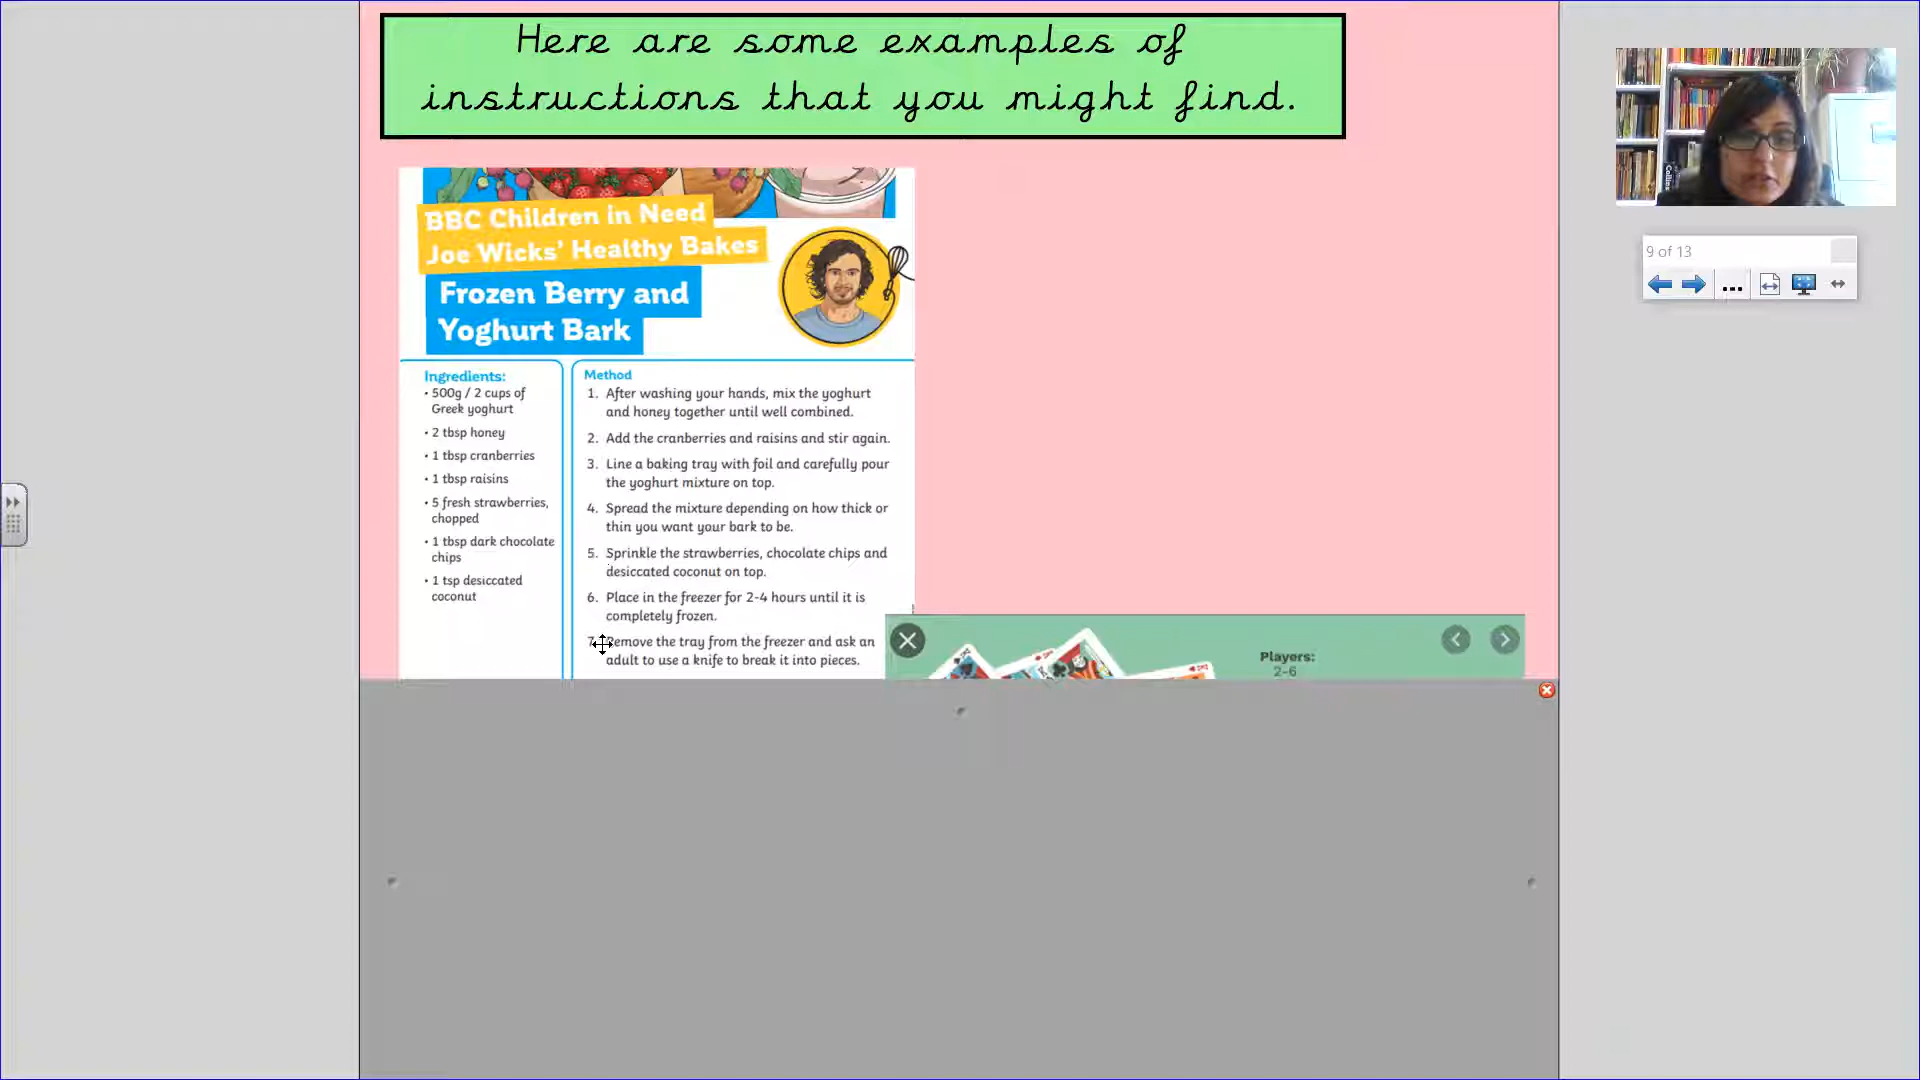 Here are some examples of
instructions that you might find.
BBC Children in Need
Joe Wicks' Healthy Bakes
Frozen Berry and
Yoghurt Bark
Ingredients:
• 500g / 2 cups of
Greek yoghurt
• 2 tbsp honey
• 1 tbsp cranberries
• 1 tbsp raisins
• 5 fresh strawberries,
chopped
• 1 tbsp dark chocolate
chips
• 1 tsp desiccated
coconut
Method
1. After washing your hands, mix the yoghurt
and honey together until well combined.
2. Add the cranberries and raisins and stir again.
3. Line a baking tray with foil and carefully pour
the yoghurt mixture on top.
4. Spread the mixture depending on how thick or
thin you want your bark to be.
5. Sprinkle the strawberries, chocolate chips and
desiccated coconut on top.
6. Place in the freezer for 2-4 hours until it is
completely frozen.
7. Remove the tray from the freezer and ask an
adult to use a knife to break it into pieces.
Players:
2-6
9 of 13
Collins